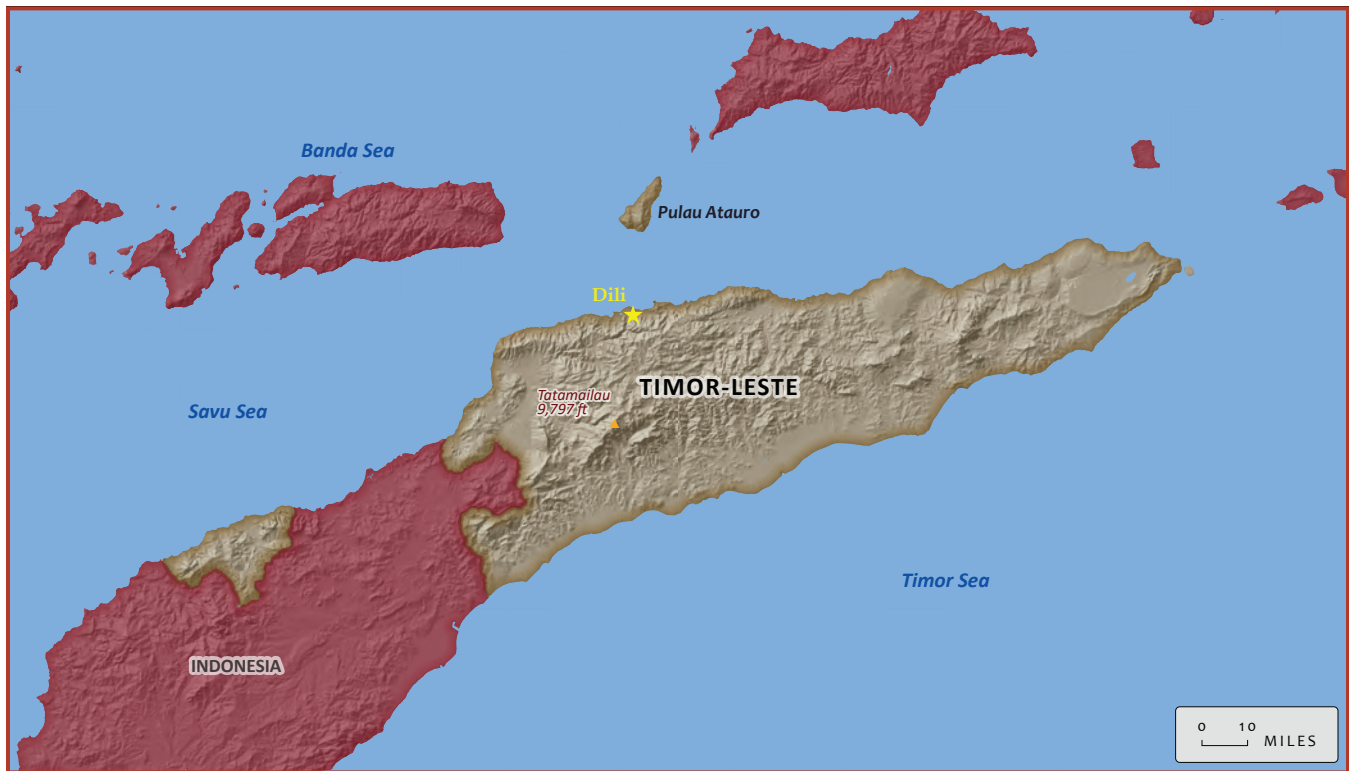 Banda Sea
Pulau Atauro
Dili
TIMOR-LESTE
Tatamailau
9,797 ft
Savu Sea
Timor Sea
INDONESIA
0 10
MILES